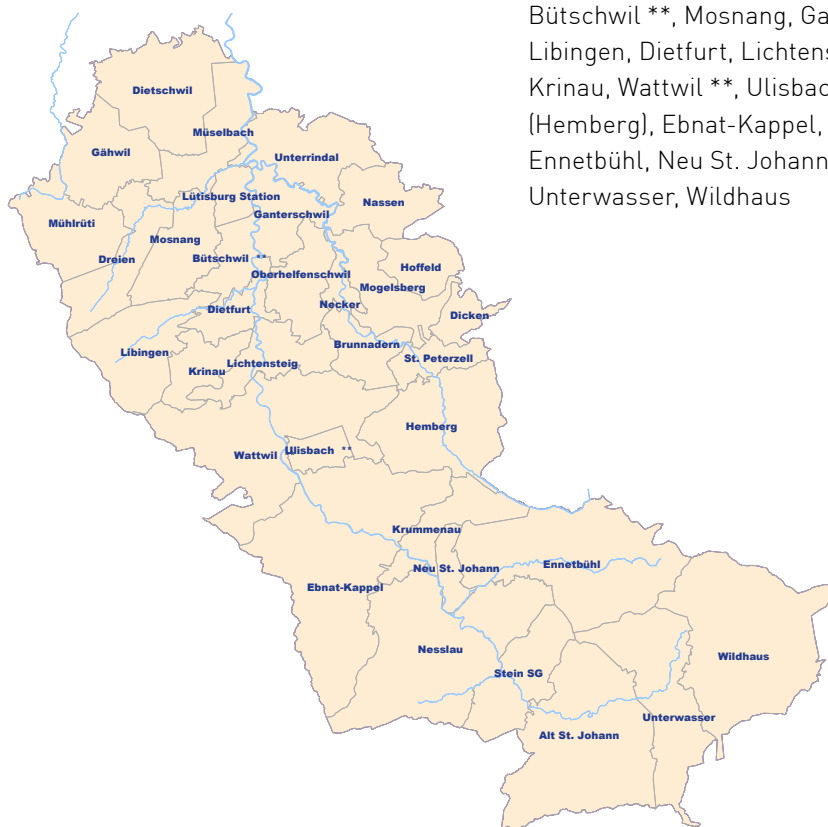 Bütschwil **, Mosnang, Ga
Libingen, Dietfurt, Lichtens
Krinau, Wattwil **, Ulisbac
(Hemberg), Ebnat-Kappel,
Ennetbühl, Neu St. Johann
Unterwasser, Wildhaus
Dietschwil
Müselbach
Gähwil
Unterrindal
Lütisburg Station
Nassen
Ganterschwil
Mühlrüti
Mosnang
Dreien
Bütschwil **
Hoffeld
Oberhelfenschwil
Mogelsberg
Necker
Dietfurt
Dicken
Brunnadern
Libingen
St. Peterzell
Lichtensteig
Krinau
Hemberg
Ulisbach **
Wattwil
Krummenau
Ennetbühl
Neu St. Johann
Ebnat-Kappel
Nesslau
Wildhaus
Stein SG
Unterwasser
Alt St. Johann